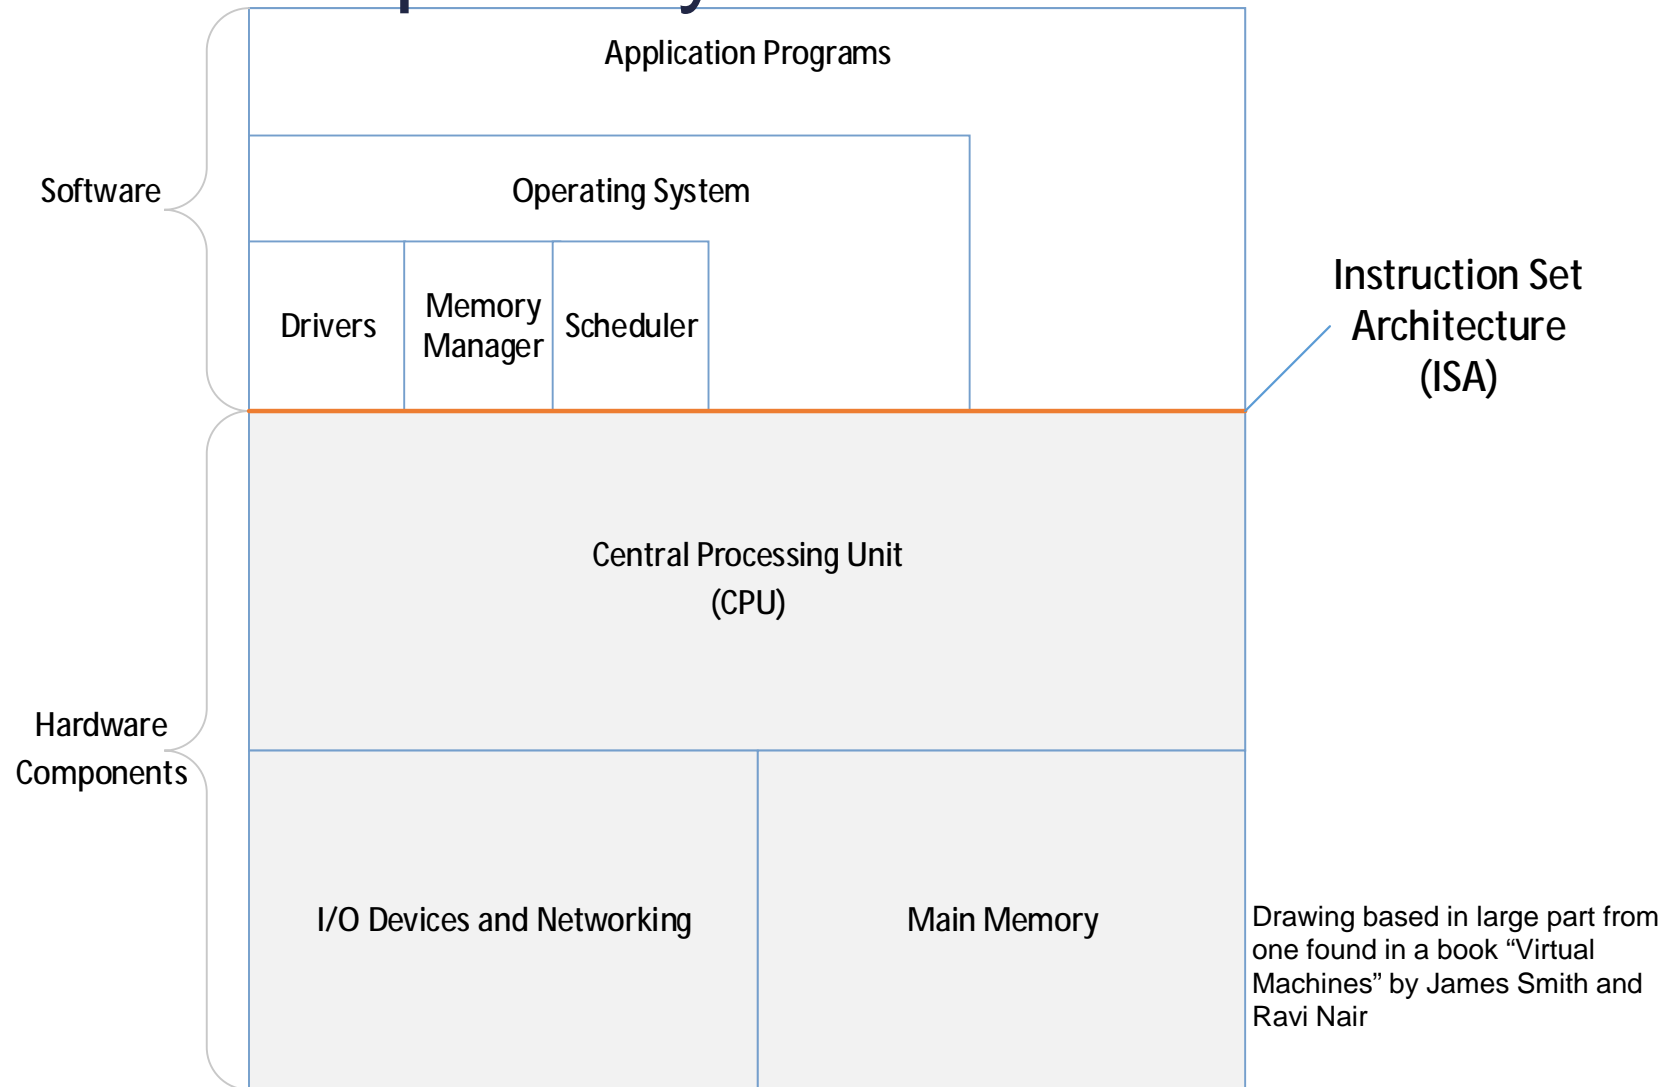 Application Programs
Software
Operating System
Drivers
Memory
Manager
Scheduler
Instruction Set
Architecture
(ISA)
Central Processing Unit
(CPU)
Hardware
Components
I/O Devices and Networking
Main Memory
Drawing based in large part from
one found in a book “Virtual
Machines” by James Smith and
Ravi Nair